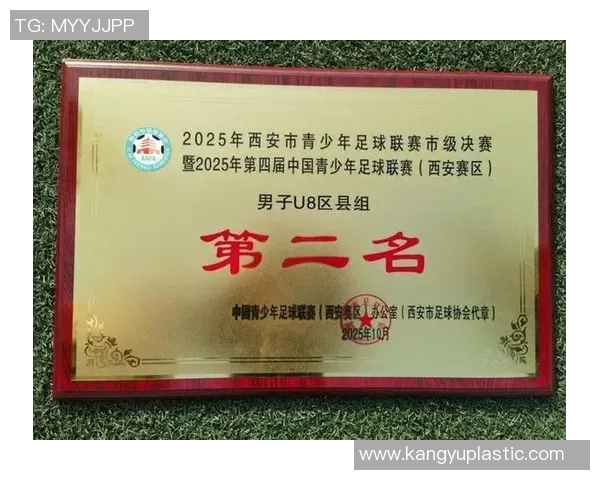 TG: MYYJJPP
2025年西安市青少年足球联赛市级决赛
暨2025年第四届中国青少年足球联赛（西安赛区）
男子U8区县组
第二名
中国青少年足球联赛（西安赛区）办公室（西安市足球协会代章）
2025年10月
www.kangyuplastic.com